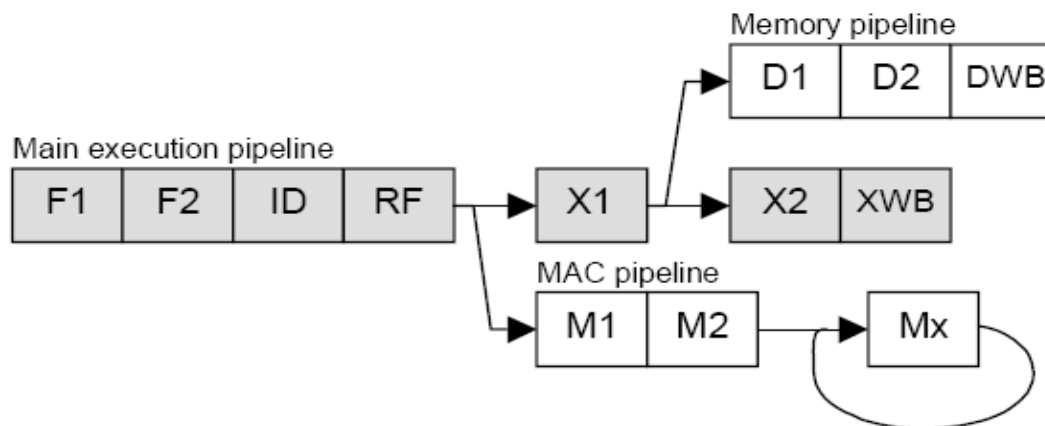 Memory pipeline
D1 D2 DWB
Main execution pipeline
F1 F2 ID RF X1 X2 XWB
MAC pipeline
M1 M2 Mx